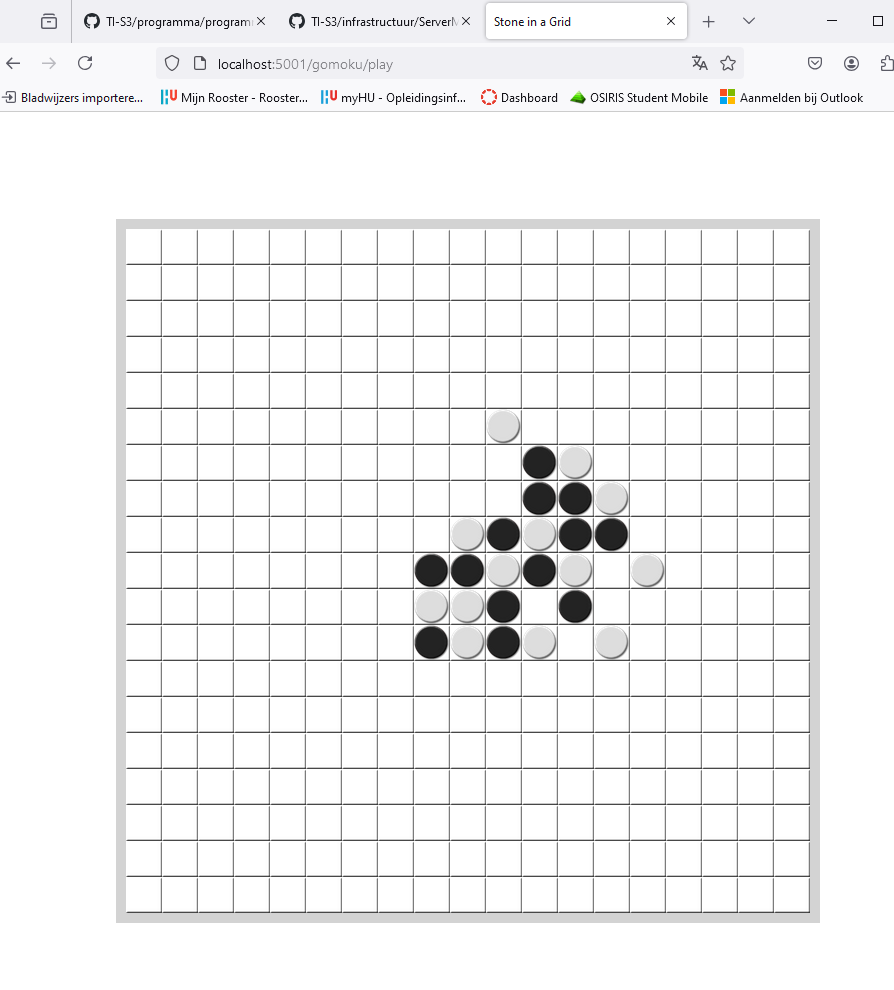 TI-S3/programma/program
TI-S3/infrastructuur/ServerM
Stone in a Grid
localhost:5001/gomoku/play
Bladwijzers importere...
Mijn Rooster - Rooster...
myHU - Opleidingsinf...
Dashboard
OSIRIS Student Mobile
Aanmelden bij Outlook